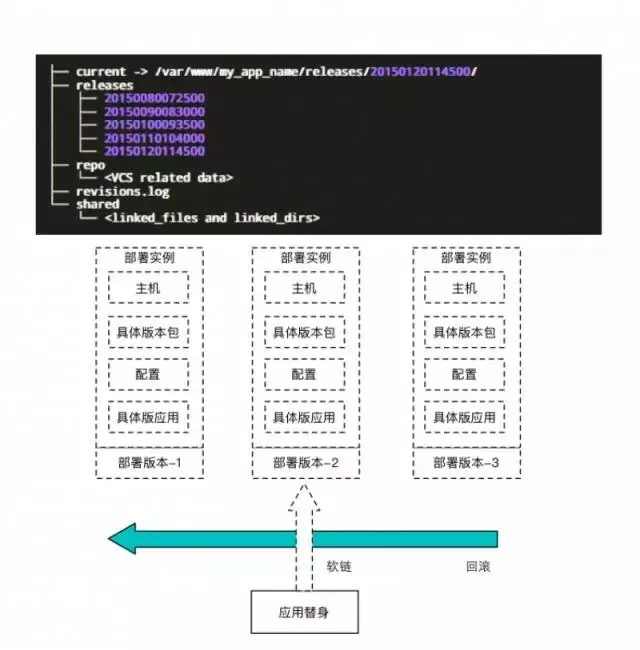 ├── current -> /var/www/my_app_name/releases/20150120114500/
├── releases
│   ├── 20150080072500
│   ├── 20150090083000
│   ├── 20150100093500
│   ├── 20150110104000
│   └── 20150120114500
├── repo
│   └── <VCS related data>
├── revisions.log
└── shared
    └── <linked_files and linked_dirs>
部署实例 部署实例 部署实例
主机 主机 主机
具体版本包 具体版本包 具体版本包
配置 配置 配置
具体版应用 具体版应用 具体版应用
部署版本-1 部署版本-2 部署版本-3
软链 回滚
应用替身